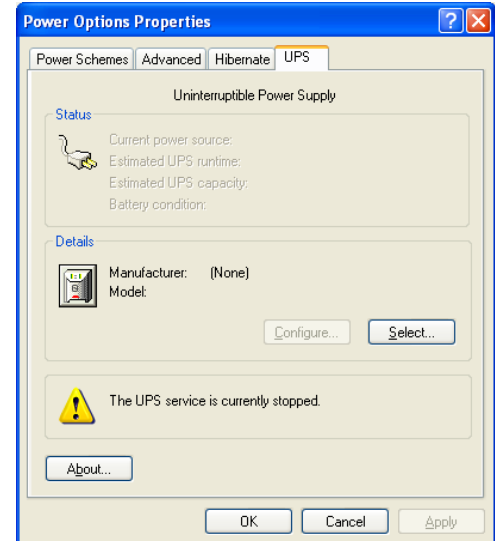 Power Options Properties
Power Schemes Advanced Hibernate UPS
Uninterruptible Power Supply
Status
Current power source:
Estimated UPS runtime:
Estimated UPS capacity:
Battery condition:
Details
Manufacturer: (None)
Model:
Configure... Select...
The UPS service is currently stopped.
About...
OK Cancel Apply